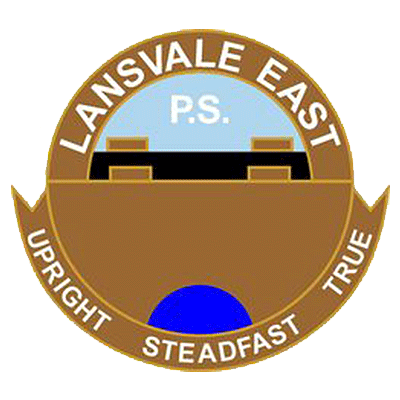 LANSVALE EAST
P.S.
UPRIGHT STEADFAST TRUE